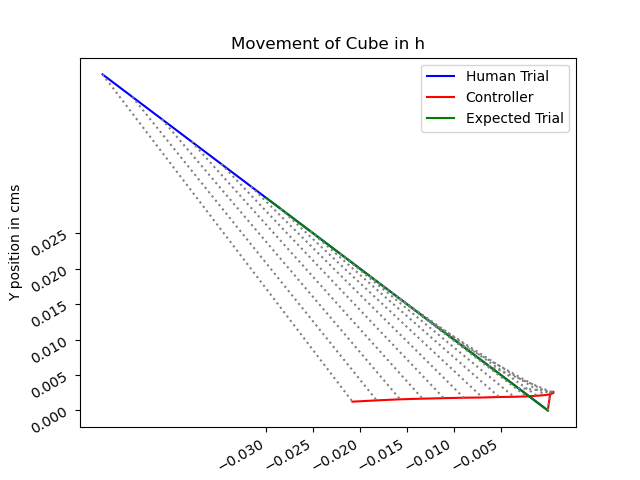 Movement of Cube in h
Human Trial
Controller
Expected Trial
Y position in cms
0.025
0.020
0.015
0.010
0.005
0.000
−0.030
−0.025
−0.020
−0.015
−0.010
−0.005